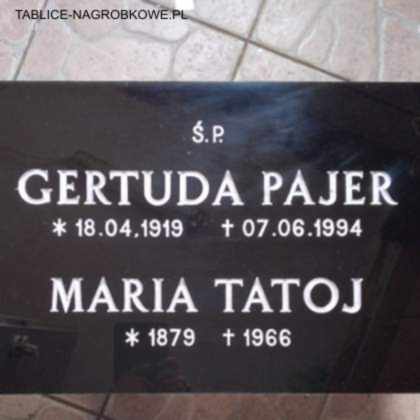 TABLICE-NAGROBKOWE.PL
Ś.P.
GERTUDA PAJER
* 18.04.1919 † 07.06.1994
MARIA TATOJ
* 1879 † 1966